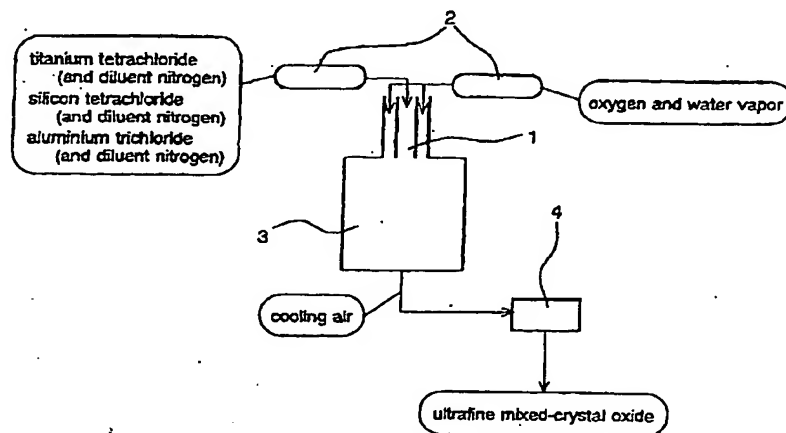 2
titanium tetrachloride
(and diluent nitrogen)
silicon tetrachloride
(and diluent nitrogen)
aluminium trichloride
(and diluent nitrogen)
oxygen and water vapor
1
3
4
cooling air
ultrafine mixed-crystal oxide